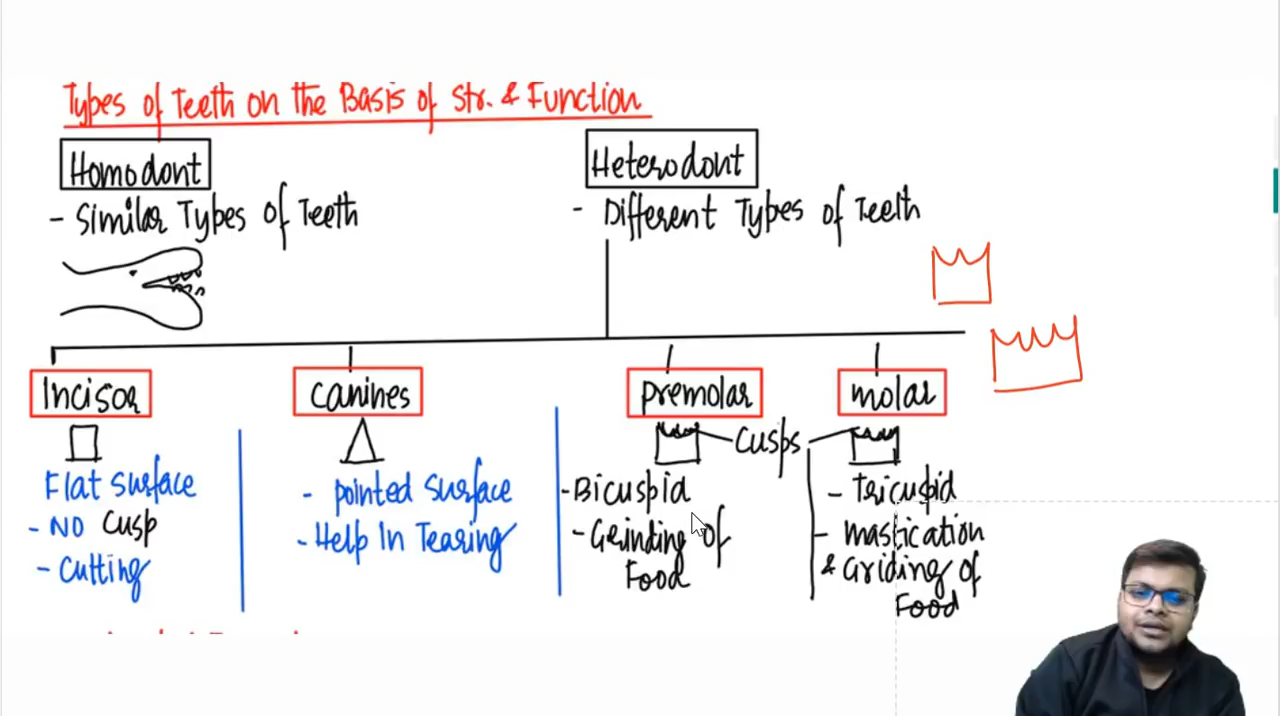 Types of Teeth on the Basis of Str. & Function
Homodont
- Similar Types of Teeth
Heterodont
- Different Types of Teeth
Incisor
Flat surface
- NO Cusp
- Cutting
Canines
- Pointed Surface
- Help In Tearing
Premolar
Cusps
- Bicuspid
- Grinding of
Food
molar
- Tricuspid
- mastication
& Griding of
Food